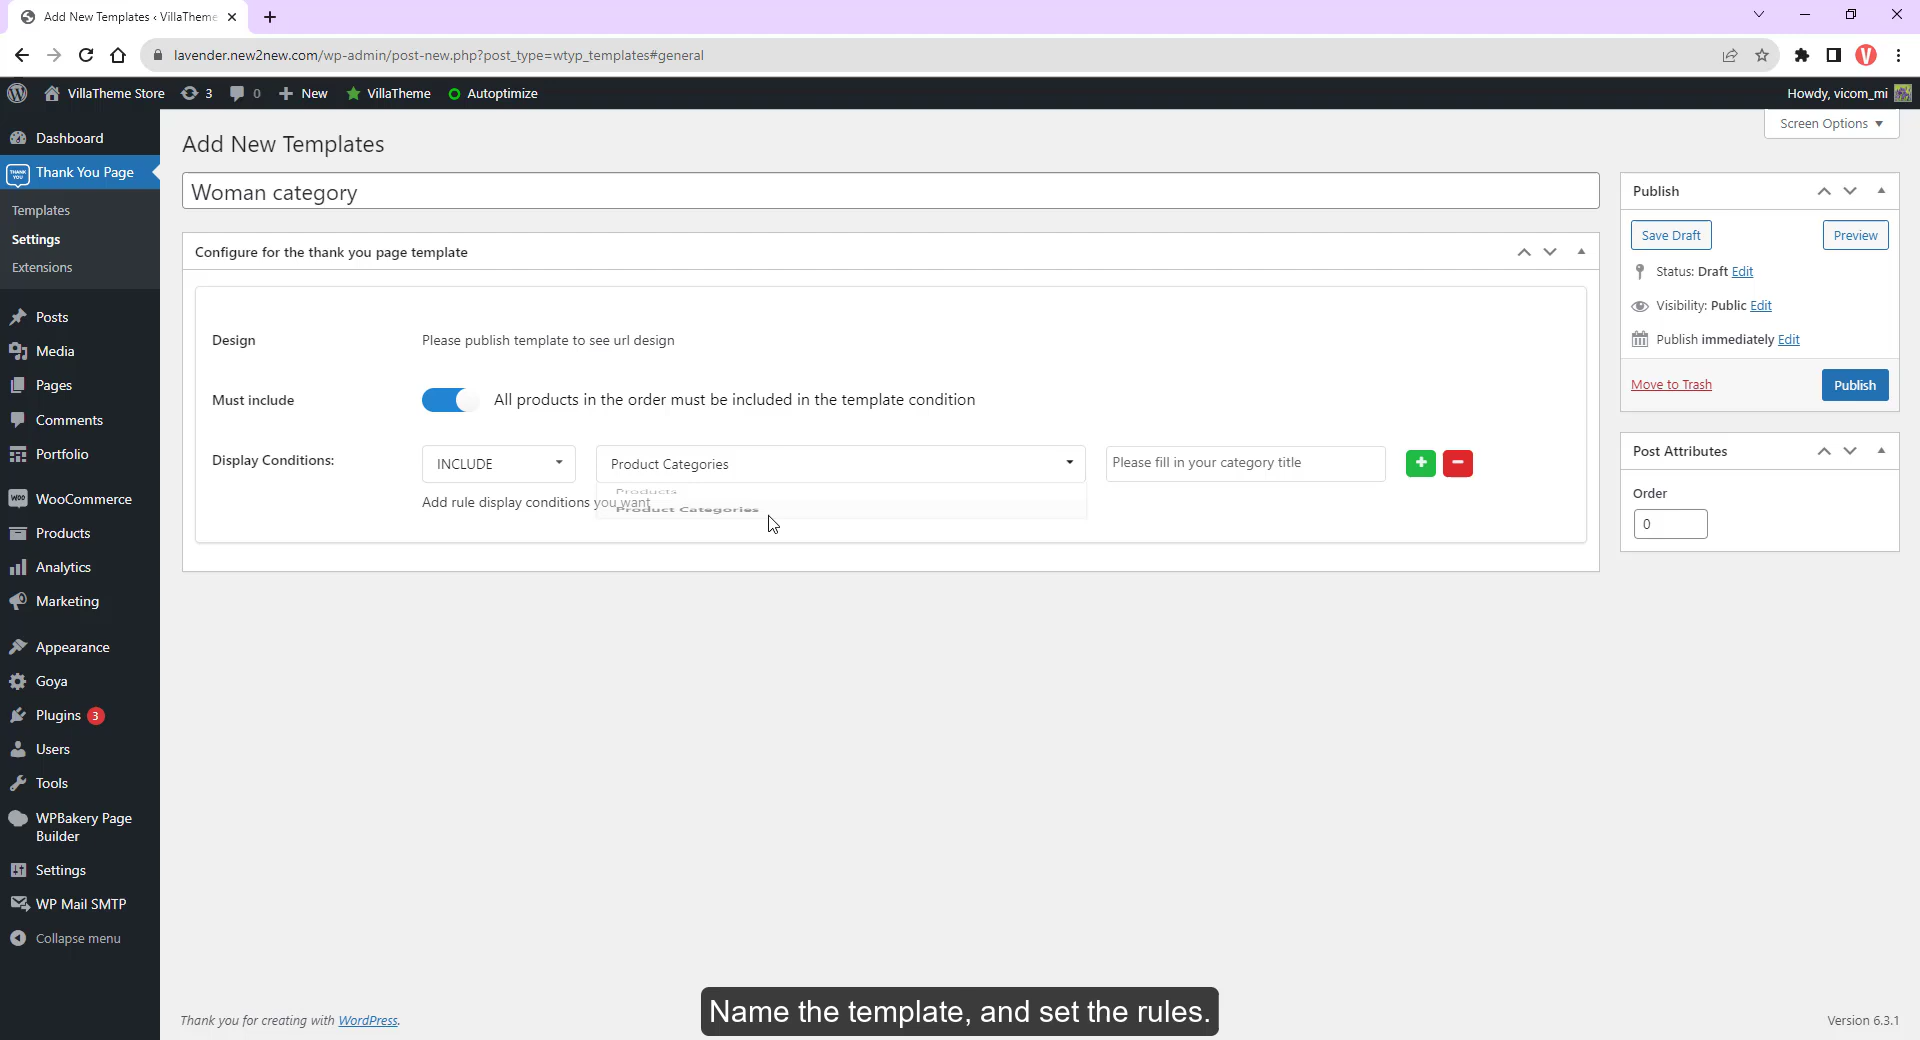 Add New Templates ‹ VillaTheme
lavender.new2new.com/wp-admin/post-new.php?post_type=wtyp_templates#general
VillaTheme Store 3 0 New VillaTheme Autoptimize Howdy, vicom_mi
Screen Options
Dashboard
THANK YOU
Thank You Page
Templates
Settings
Extensions
Posts
Media
Pages
Comments
Portfolio
WooCommerce
Products
Analytics
Marketing
Appearance
Goya
Plugins 3
Users
Tools
WPBakery Page
Builder
Settings
WP Mail SMTP
Collapse menu
Add New Templates
Woman category
Configure for the thank you page template
Design Please publish template to see url design
Must include All products in the order must be included in the template condition
Display Conditions: INCLUDE Product Categories Please fill in your category title + -
Products
Add rule display conditions you want
Product Categories
Publish
Save Draft Preview
Status: Draft Edit
Visibility: Public Edit
Publish immediately Edit
Move to Trash Publish
Post Attributes
Order
0
Name the template, and set the rules.
Thank you for creating with WordPress.
Version 6.3.1